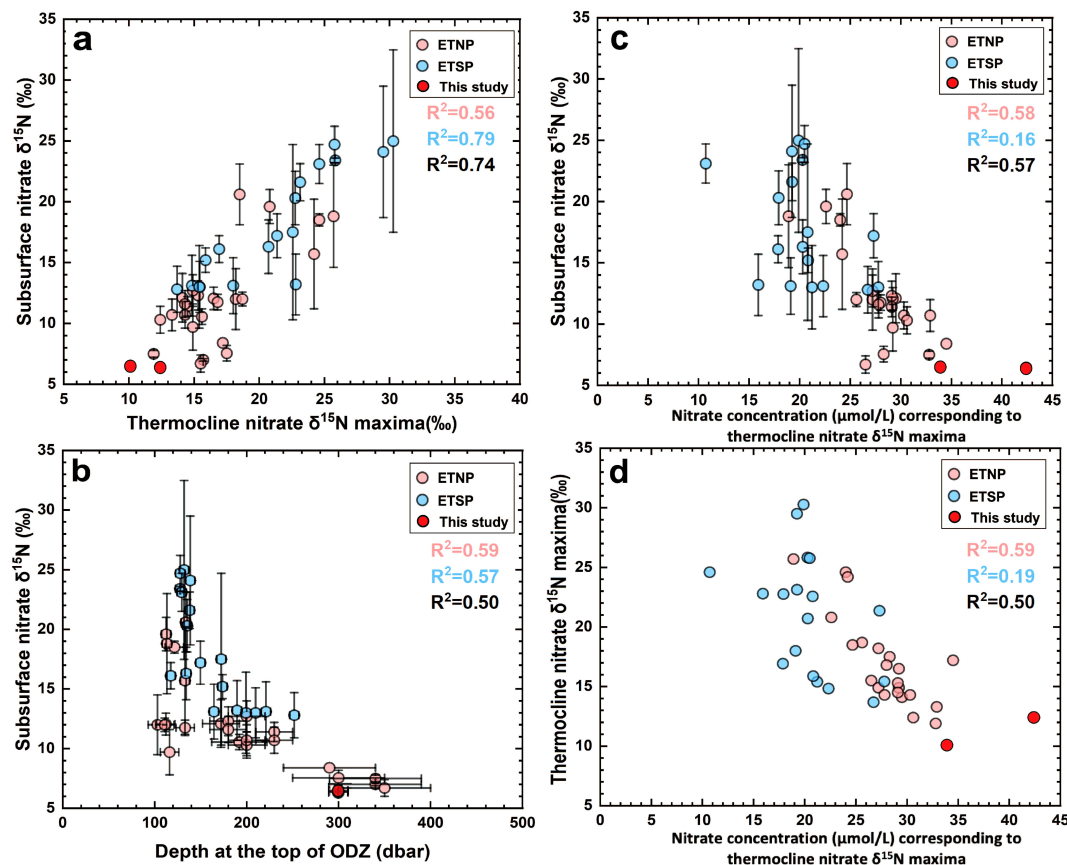 a
Subsurface nitrate δ¹⁵N (‰)
35
30
25
20
15
10
5
ETNP
ETSP
This study
R²=0.56
R²=0.79
R²=0.74
5 10 15 20 25 30 35 40
Thermocline nitrate δ¹⁵N maxima(‰)
c
Subsurface nitrate δ¹⁵N (‰)
35
30
25
20
15
10
5
ETNP
ETSP
This study
R²=0.58
R²=0.16
R²=0.57
5 10 15 20 25 30 35 40 45
Nitrate concentration (μmol/L) corresponding to
thermocline nitrate δ¹⁵N maxima
b
Subsurface nitrate δ¹⁵N (‰)
35
30
25
20
15
10
5
ETNP
ETSP
This study
R²=0.59
R²=0.57
R²=0.50
0 100 200 300 400 500
Depth at the top of ODZ (dbar)
d
Thermocline nitrate δ¹⁵N maxima(‰)
35
30
25
20
15
10
5
ETNP
ETSP
This study
R²=0.59
R²=0.19
R²=0.50
5 10 15 20 25 30 35 40 45
Nitrate concentration (μmol/L) corresponding to
thermocline nitrate δ¹⁵N maxima